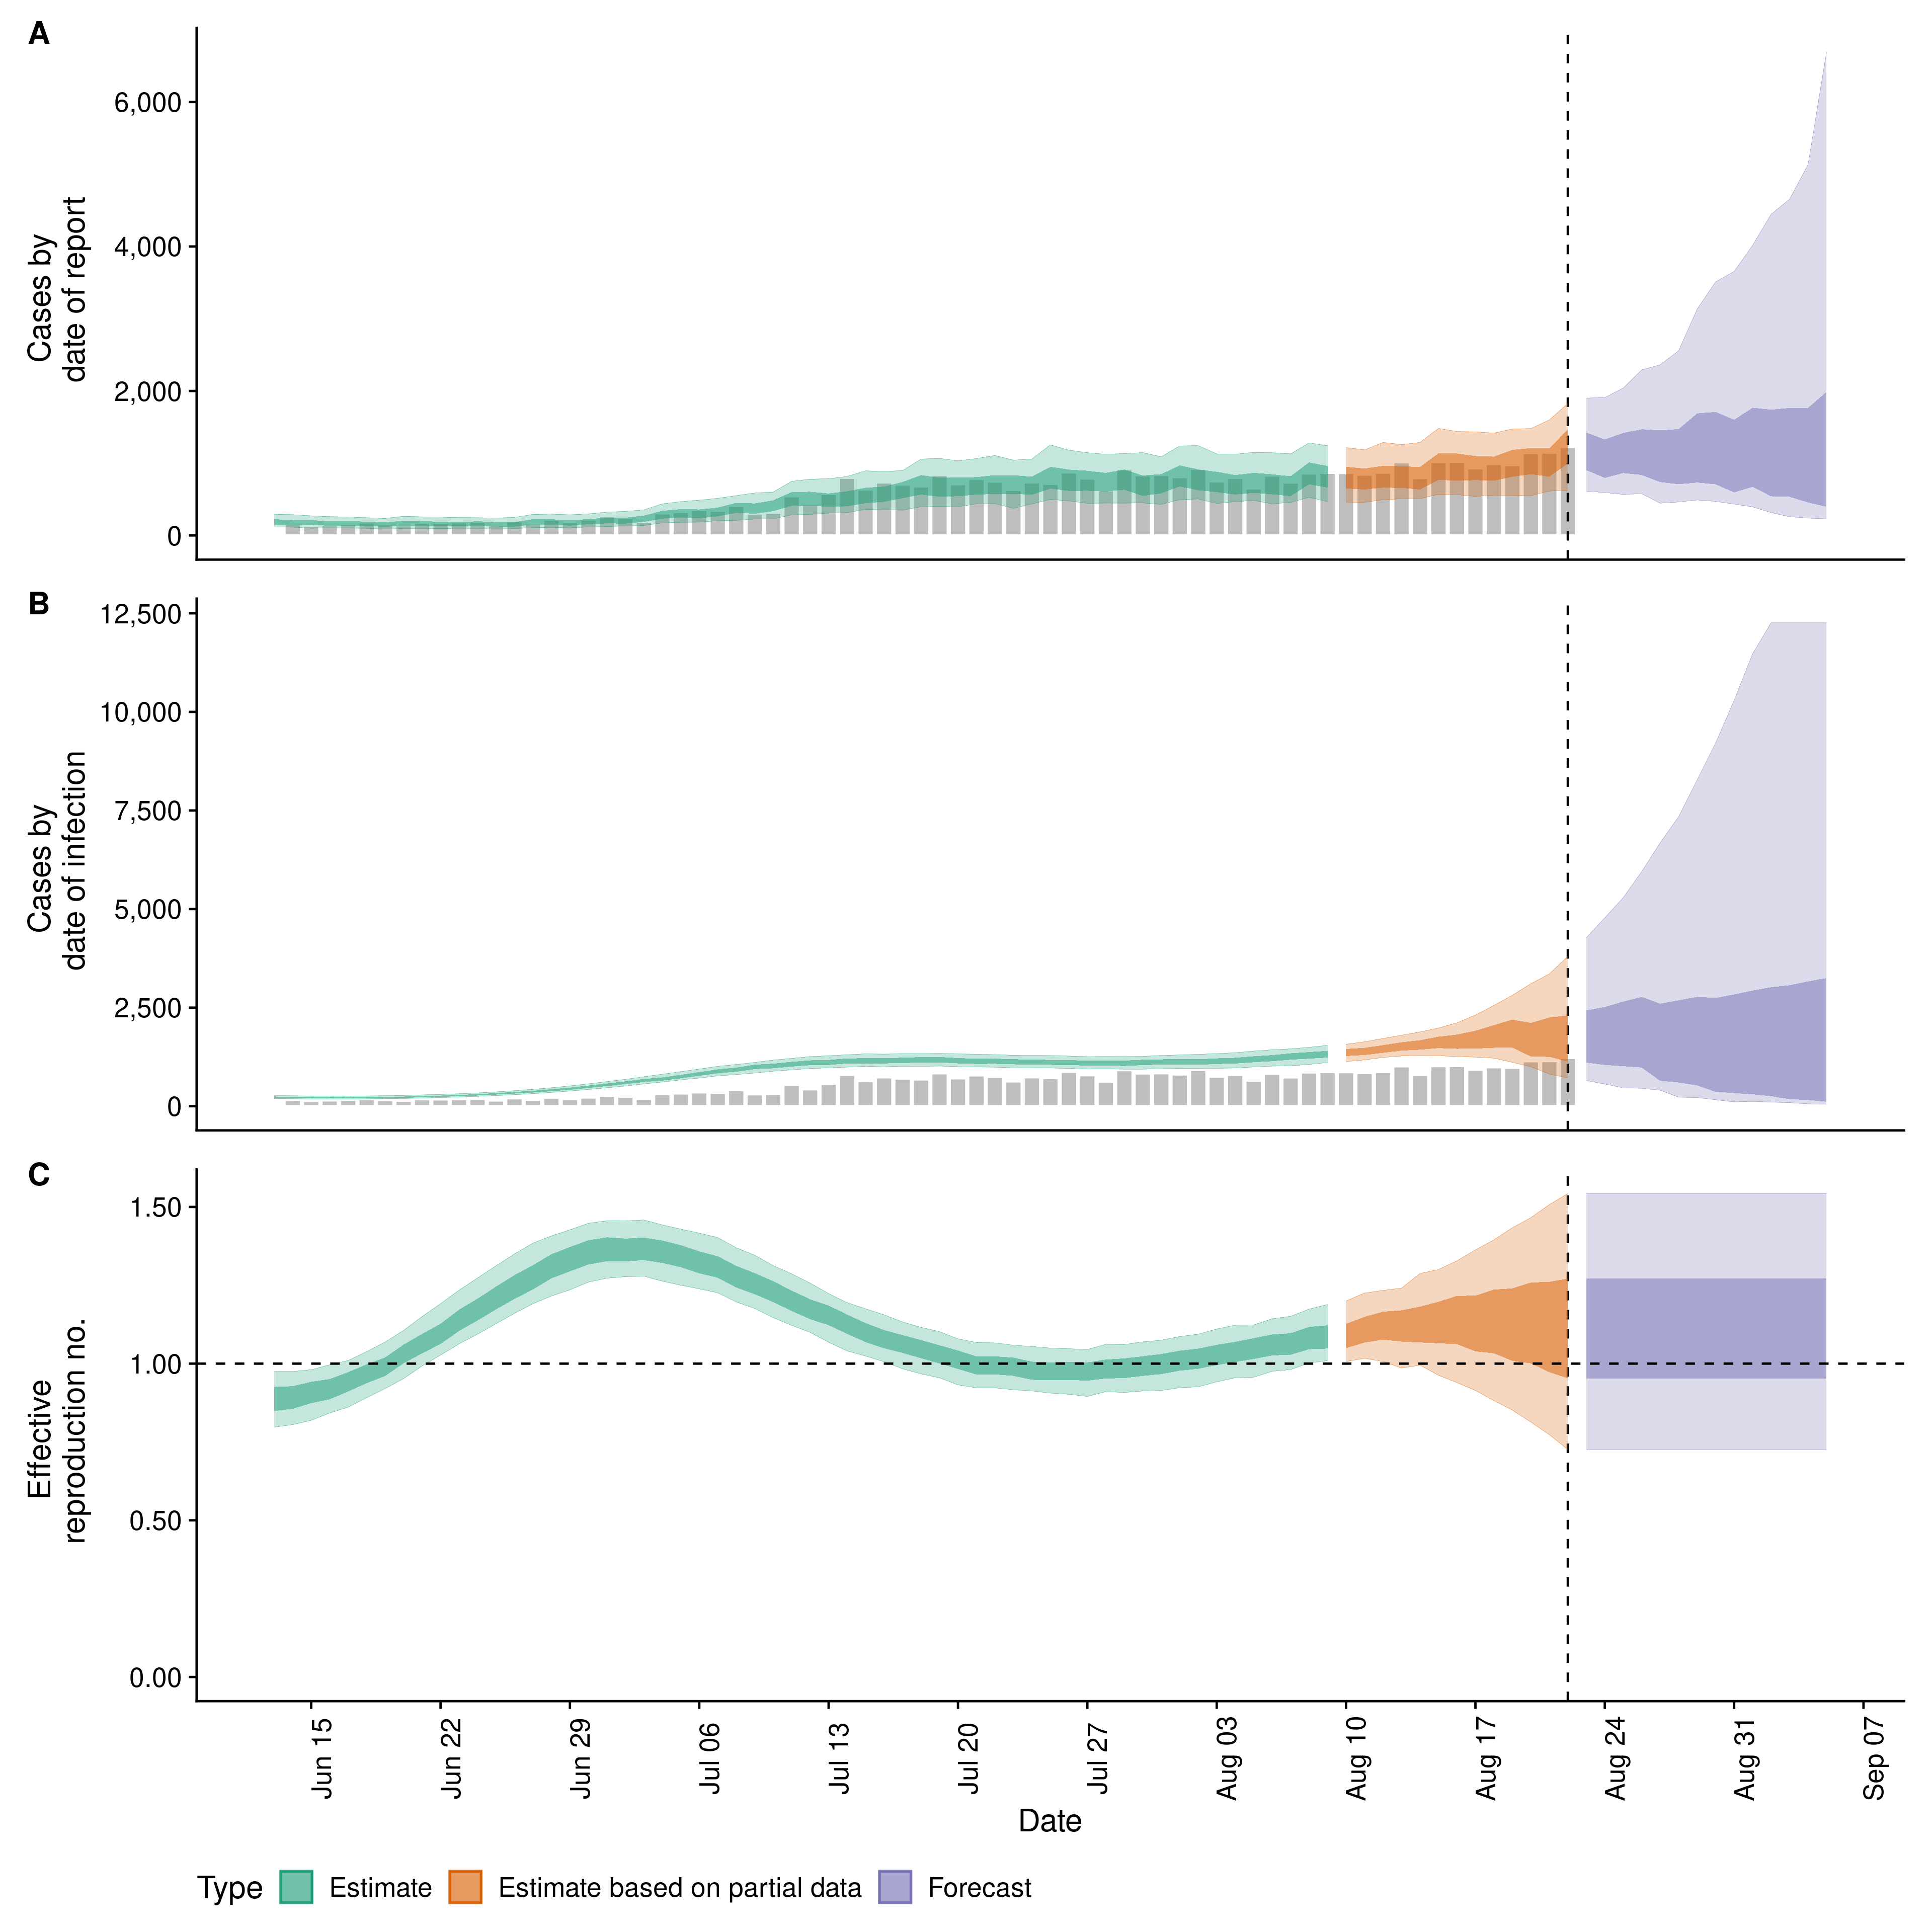 A
6,000
4,000
2,000
0
Cases by
date of report
B
12,500
10,000
7,500
5,000
2,500
0
Cases by
date of infection
C
1.50
1.00
0.50
0.00
Effective
reproduction no.
Jun 15
Jun 22
Jun 29
Jul 06
Jul 13
Jul 20
Jul 27
Aug 03
Aug 10
Aug 17
Aug 24
Aug 31
Sep 07
Date
Type Estimate Estimate based on partial data Forecast